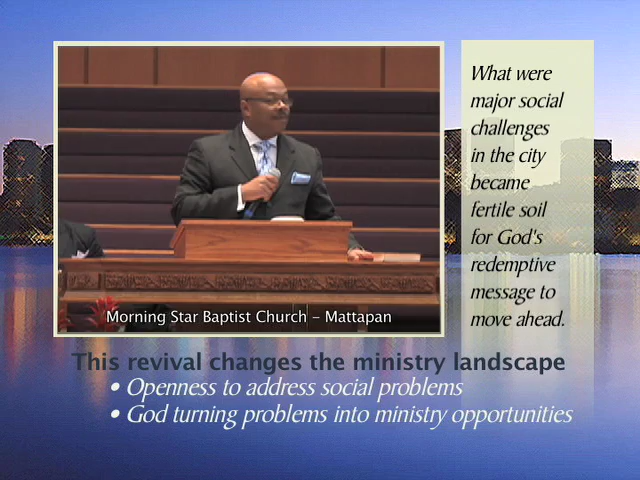 What were
major social
challenges
in the city
became
fertile soil
for God's
redemptive
message to
move ahead.
Morning Star Baptist Church – Mattapan
This revival changes the ministry landscape
• Openness to address social problems
• God turning problems into ministry opportunities